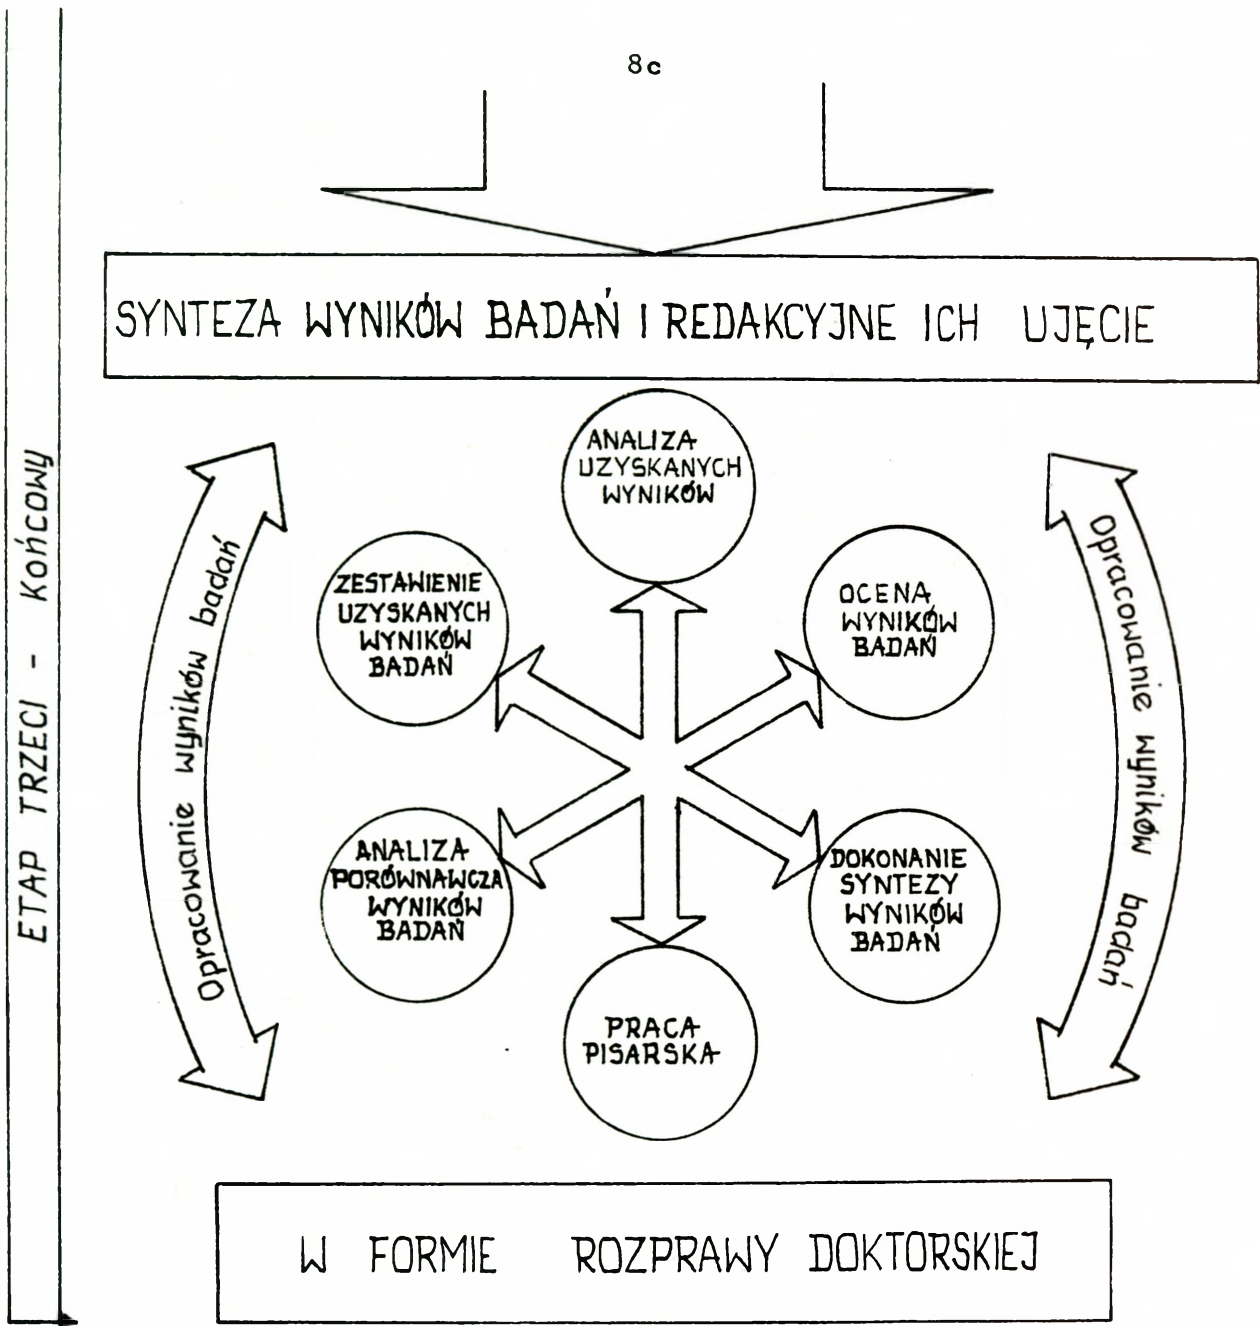 8c
SYNTEZA WYNIKÓW BADAŃ I REDAKCYJNE ICH UJĘCIE
ETAP TRZECI - KOŃCOWY
Opracowanie wyników badań
ANALIZA
UZYSKANYCH
WYNIKÓW
ZESTAWIENIE
UZYSKANYCH
WYNIKÓW
BADAŃ
OCENA
WYNIKÓW
BADAŃ
Opracowanie wyników badań
ANALIZA
PORÓWNAWCZA
WYNIKÓW
BADAŃ
DOKONANIE
SYNTEZY
WYNIKÓW
BADAŃ
PRACA
PISARSKA
W FORMIE ROZPRAWY DOKTORSKIEJ